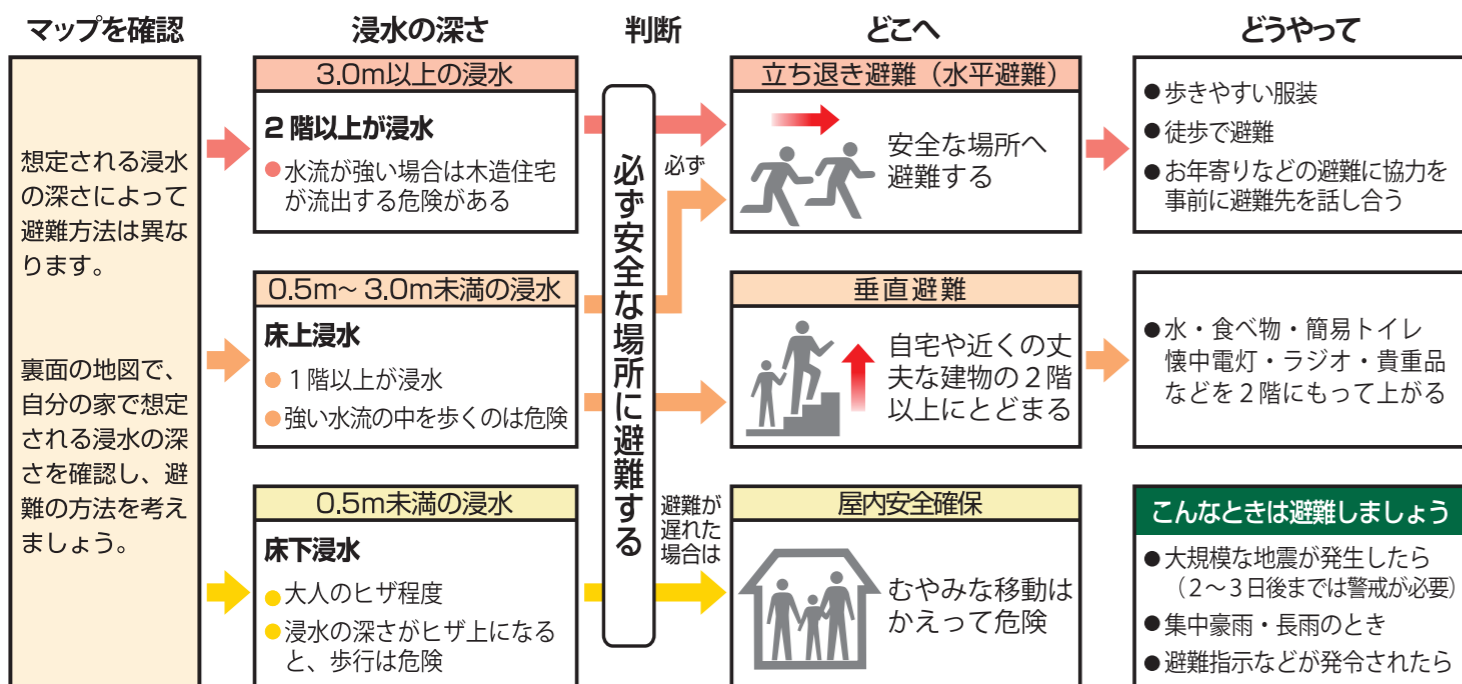 マップを確認
浸水の深さ
判断
どこへ
どうやって
想定される浸水
の深さによって
避難方法は異な
ります。
裏面の地図で、
自分の家で想定
される浸水の深
さを確認し、避
難の方法を考え
ましょう。
3.0m以上の浸水
2階以上が浸水
●水流が強い場合は木造住宅
が流出する危険がある
0.5m〜3.0m未満の浸水
床上浸水
●1階以上が浸水
●強い水流の中を歩くのは危険
0.5m未満の浸水
床下浸水
●大人のヒザ程度
●浸水の深さがヒザ上になる
と、歩行は危険
必ず安全な場所に避難する
必ず
避難が
遅れた
場合は
立ち退き避難（水平避難）
安全な場所へ
避難する
垂直避難
自宅や近くの丈
夫な建物の2階
以上にとどまる
屋内安全確保
むやみな移動は
かえって危険
●歩きやすい服装
●徒歩で避難
●お年寄りなどの避難に協力を
事前に避難先を話し合う
●水・食べ物・簡易トイレ
懐中電灯・ラジオ・貴重品
などを2階にもって上がる
こんなときは避難しましょう
●大規模な地震が発生したら
（2〜3日後までは警戒が必要）
●集中豪雨・長雨のとき
●避難指示などが発令されたら